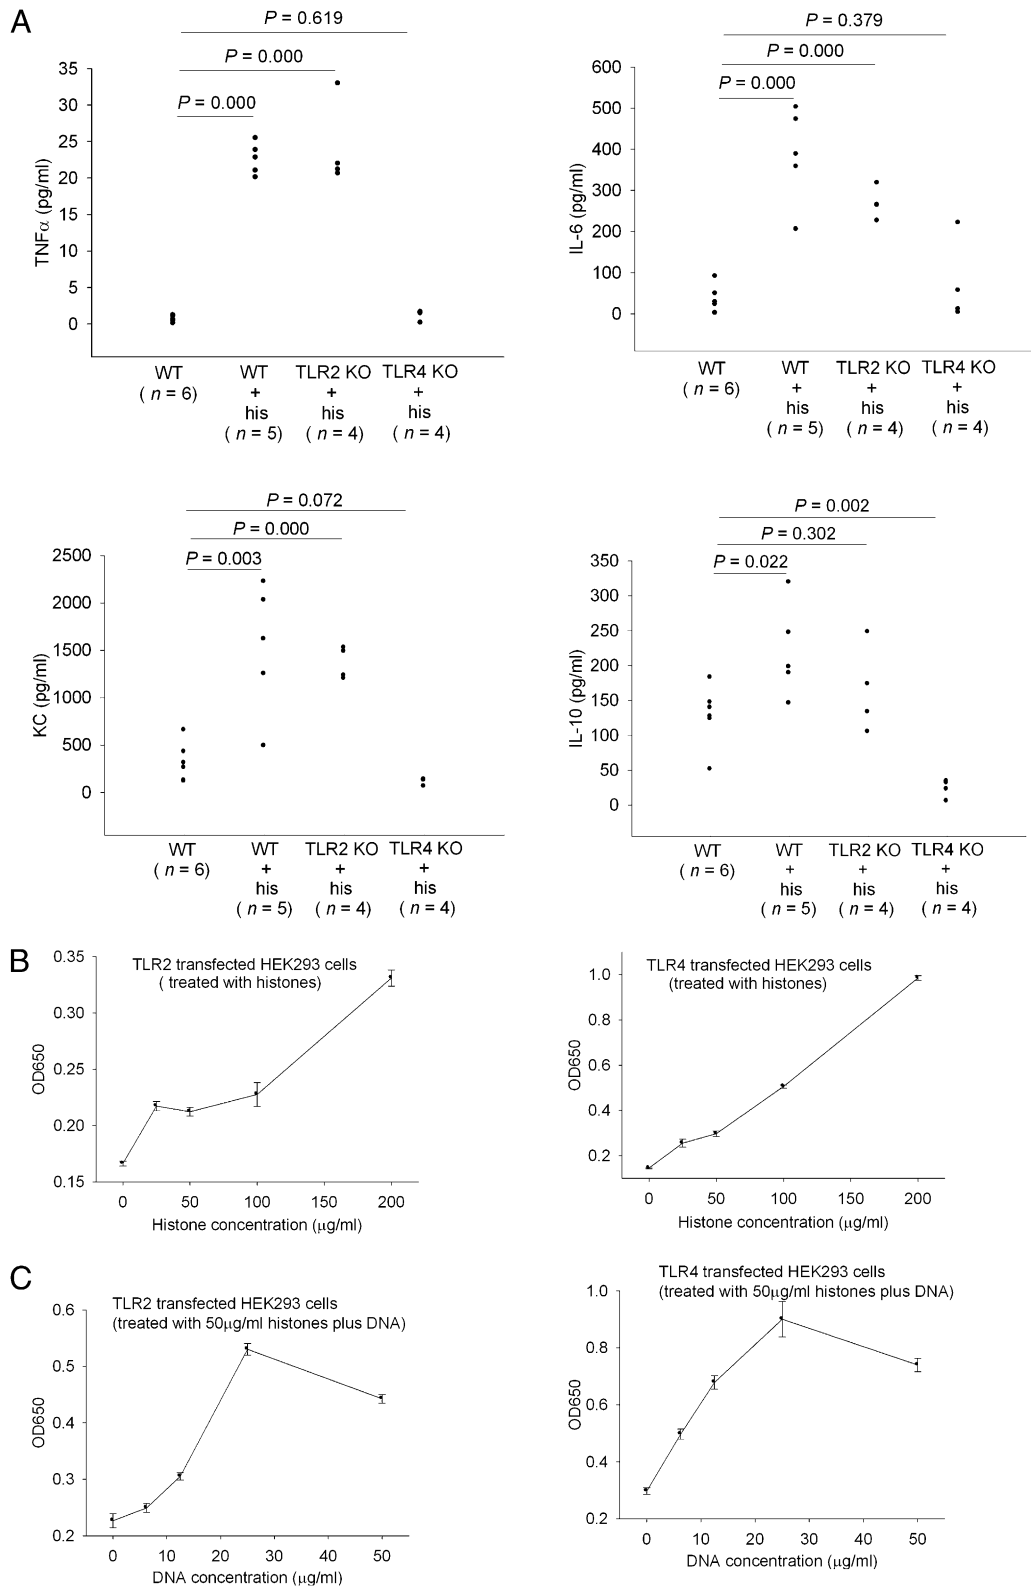 A
P = 0.619
P = 0.000
P = 0.000
35
30
25
20
15
10
5
0
TNFα (pg/ml)
WT WT TLR2 KO TLR4 KO
( n = 6) + + +
his his his
( n = 5) ( n = 4) ( n = 4)
P = 0.379
P = 0.000
P = 0.000
600
500
400
300
200
100
0
IL-6 (pg/ml)
WT WT TLR2 KO TLR4 KO
( n = 6) + + +
his his his
( n = 5) ( n = 4) ( n = 4)
P = 0.072
P = 0.000
P = 0.003
2500
2000
1500
1000
500
0
KC (pg/ml)
WT WT TLR2 KO TLR4 KO
( n = 6) + + +
his his his
( n = 5) ( n = 4) ( n = 4)
P = 0.002
P = 0.302
P = 0.022
350
300
250
200
150
100
50
0
IL-10 (pg/ml)
WT WT TLR2 KO TLR4 KO
( n = 6) + + +
his his his
( n = 5) ( n = 4) ( n = 4)
B
TLR2 transfected HEK293 cells
( treated with histones)
0.35
0.30
0.25
0.20
0.15
OD650
0 50 100 150 200
Histone concentration (μg/ml)
TLR4 transfected HEK293 cells
(treated with histones)
1.0
0.8
0.6
0.4
0.2
OD650
0 50 100 150 200
Histone concentration (μg/ml)
C
TLR2 transfected HEK293 cells
(treated with 50μg/ml histones plus DNA)
0.6
0.5
0.4
0.3
0.2
OD650
0 10 20 30 40 50
DNA concentration (μg/ml)
TLR4 transfected HEK293 cells
(treated with 50μg/ml histones plus DNA)
1.0
0.8
0.6
0.4
0.2
OD650
0 10 20 30 40 50
DNA concentration (μg/ml)